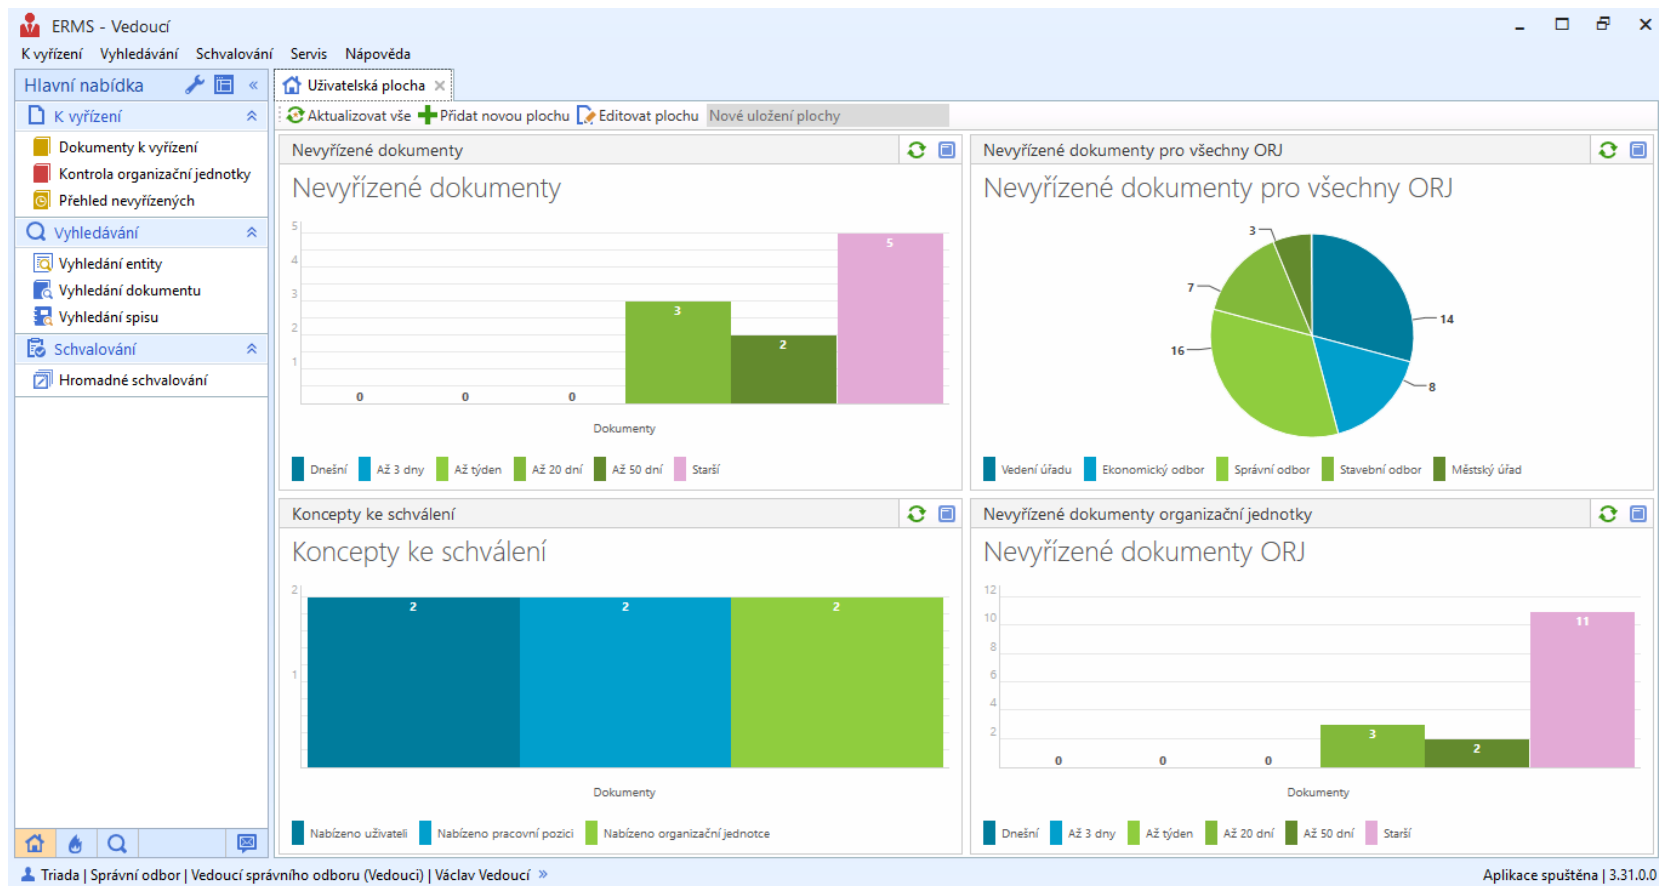 ERMS - Vedoucí
K vyřízení Vyhledávání Schvalování Servis Nápověda
Hlavní nabídka «
K vyřízení
Dokumenty k vyřízení
Kontrola organizační jednotky
Přehled nevyřízených
Vyhledávání
Vyhledání entity
Vyhledání dokumentu
Vyhledání spisu
Schvalování
Hromadné schvalování
Uživatelská plocha
Aktualizovat vše Přidat novou plochu Editovat plochu Nové uložení plochy
Nevyřízené dokumenty
Nevyřízené dokumenty
5
4
3
2
1
0 0 0 3 2 5
Dokumenty
Dnešní Až 3 dny Až týden Až 20 dní Až 50 dní Starší
Nevyřízené dokumenty pro všechny ORJ
Nevyřízené dokumenty pro všechny ORJ
3
7
14
16
8
Vedení úřadu Ekonomický odbor Správní odbor Stavební odbor Městský úřad
Koncepty ke schválení
Koncepty ke schválení
2
1
2 2 2
Dokumenty
Nabízeno uživateli Nabízeno pracovní pozici Nabízeno organizační jednotce
Nevyřízené dokumenty organizační jednotky
Nevyřízené dokumenty ORJ
12
10
8
6
4
2
0 0 0 3 2 11
Dokumenty
Dnešní Až 3 dny Až týden Až 20 dní Až 50 dní Starší
Triada | Správní odbor | Vedoucí správního odboru (Vedouci) | Václav Vedoucí »
Aplikace spuštěna | 3.31.0.0